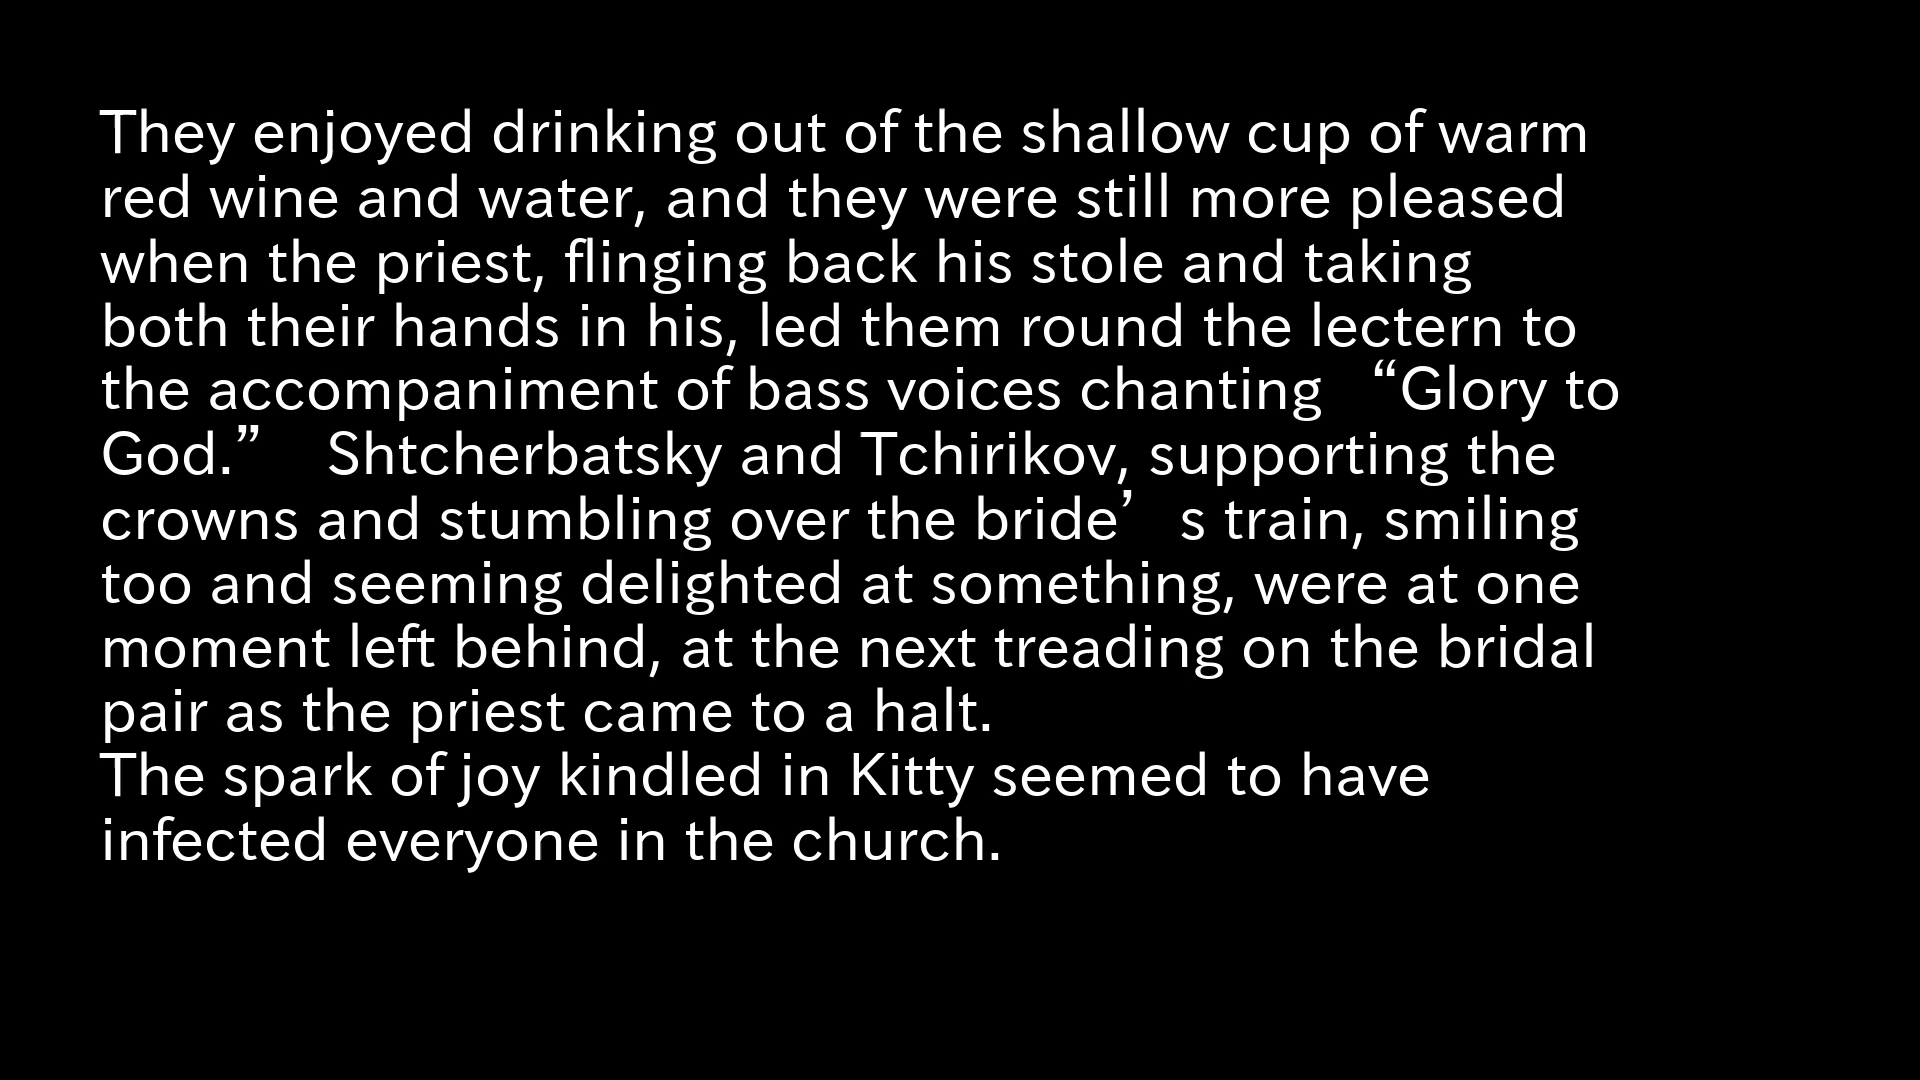 They enjoyed drinking out of the shallow cup of warm
red wine and water, and they were still more pleased
when the priest, flinging back his stole and taking
both their hands in his, led them round the lectern to
the accompaniment of bass voices chanting “Glory to
God.” Shtcherbatsky and Tchirikov, supporting the
crowns and stumbling over the bride’s train, smiling
too and seeming delighted at something, were at one
moment left behind, at the next treading on the bridal
pair as the priest came to a halt.
The spark of joy kindled in Kitty seemed to have
infected everyone in the church.